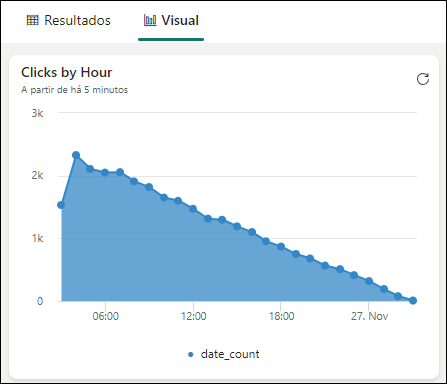 Resultados
Visual
Clicks by Hour
A partir de há 5 minutos
3k
2k
1k
0
06:00
12:00
18:00
27. Nov
date_count